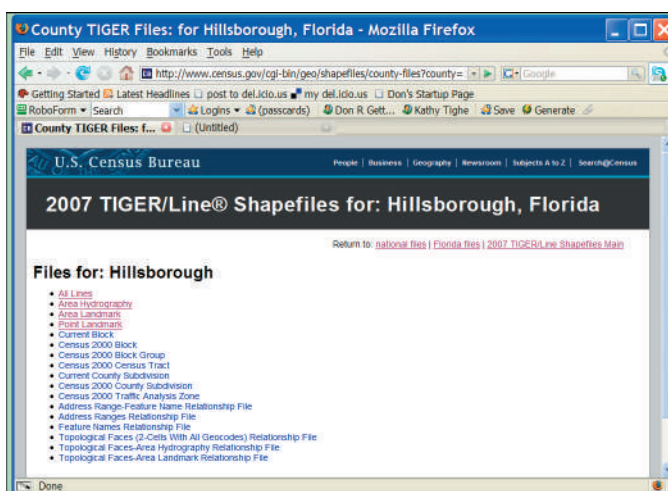 County TIGER Files: for Hillsborough, Florida - Mozilla Firefox
File Edit View History Bookmarks Tools Help
http://www.census.gov/cgi-bin/geo/shapefiles/county-files?county= Google
Getting Started Latest Headlines post to del.icio.us my del.icio.us Don's Startup Page
RoboForm Search Logins (passcards) Don R Gett... Kathy Tighe Save Generate
County TIGER Files: f... (Untitled)
U.S. Census Bureau People | Business | Geography | Newsroom | Subjects A to Z | Search@Census
2007 TIGER/Line® Shapefiles for: Hillsborough, Florida
Return to: national files | Florida files | 2007 TIGER/Line Shapefiles Main
Files for: Hillsborough
All Lines
Area Hydrography
Area Landmark
Point Landmark
Current Block
Census 2000 Block
Census 2000 Block Group
Census 2000 Census Tract
Current County Subdivision
Census 2000 County Subdivision
Census 2000 Traffic Analysis Zone
Address Range-Feature Name Relationship File
Address Ranges Relationship File
Feature Names Relationship File
Topological Faces (2-Cells With All Geocodes) Relationship File
Topological Faces-Area Hydrography Relationship File
Topological Faces-Area Landmark Relationship File
Done